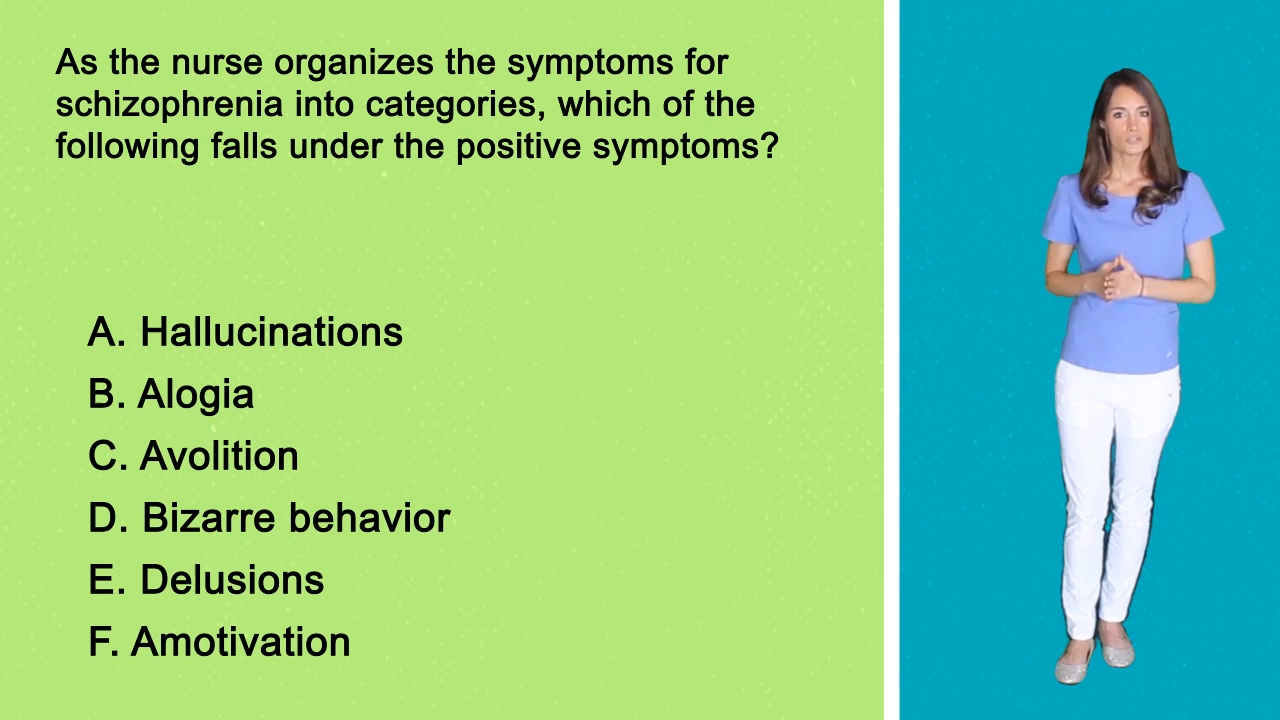 As the nurse organizes the symptoms for
schizophrenia into categories, which of the
following falls under the positive symptoms?
A. Hallucinations
B. Alogia
C. Avolition
D. Bizarre behavior
E. Delusions
F. Amotivation